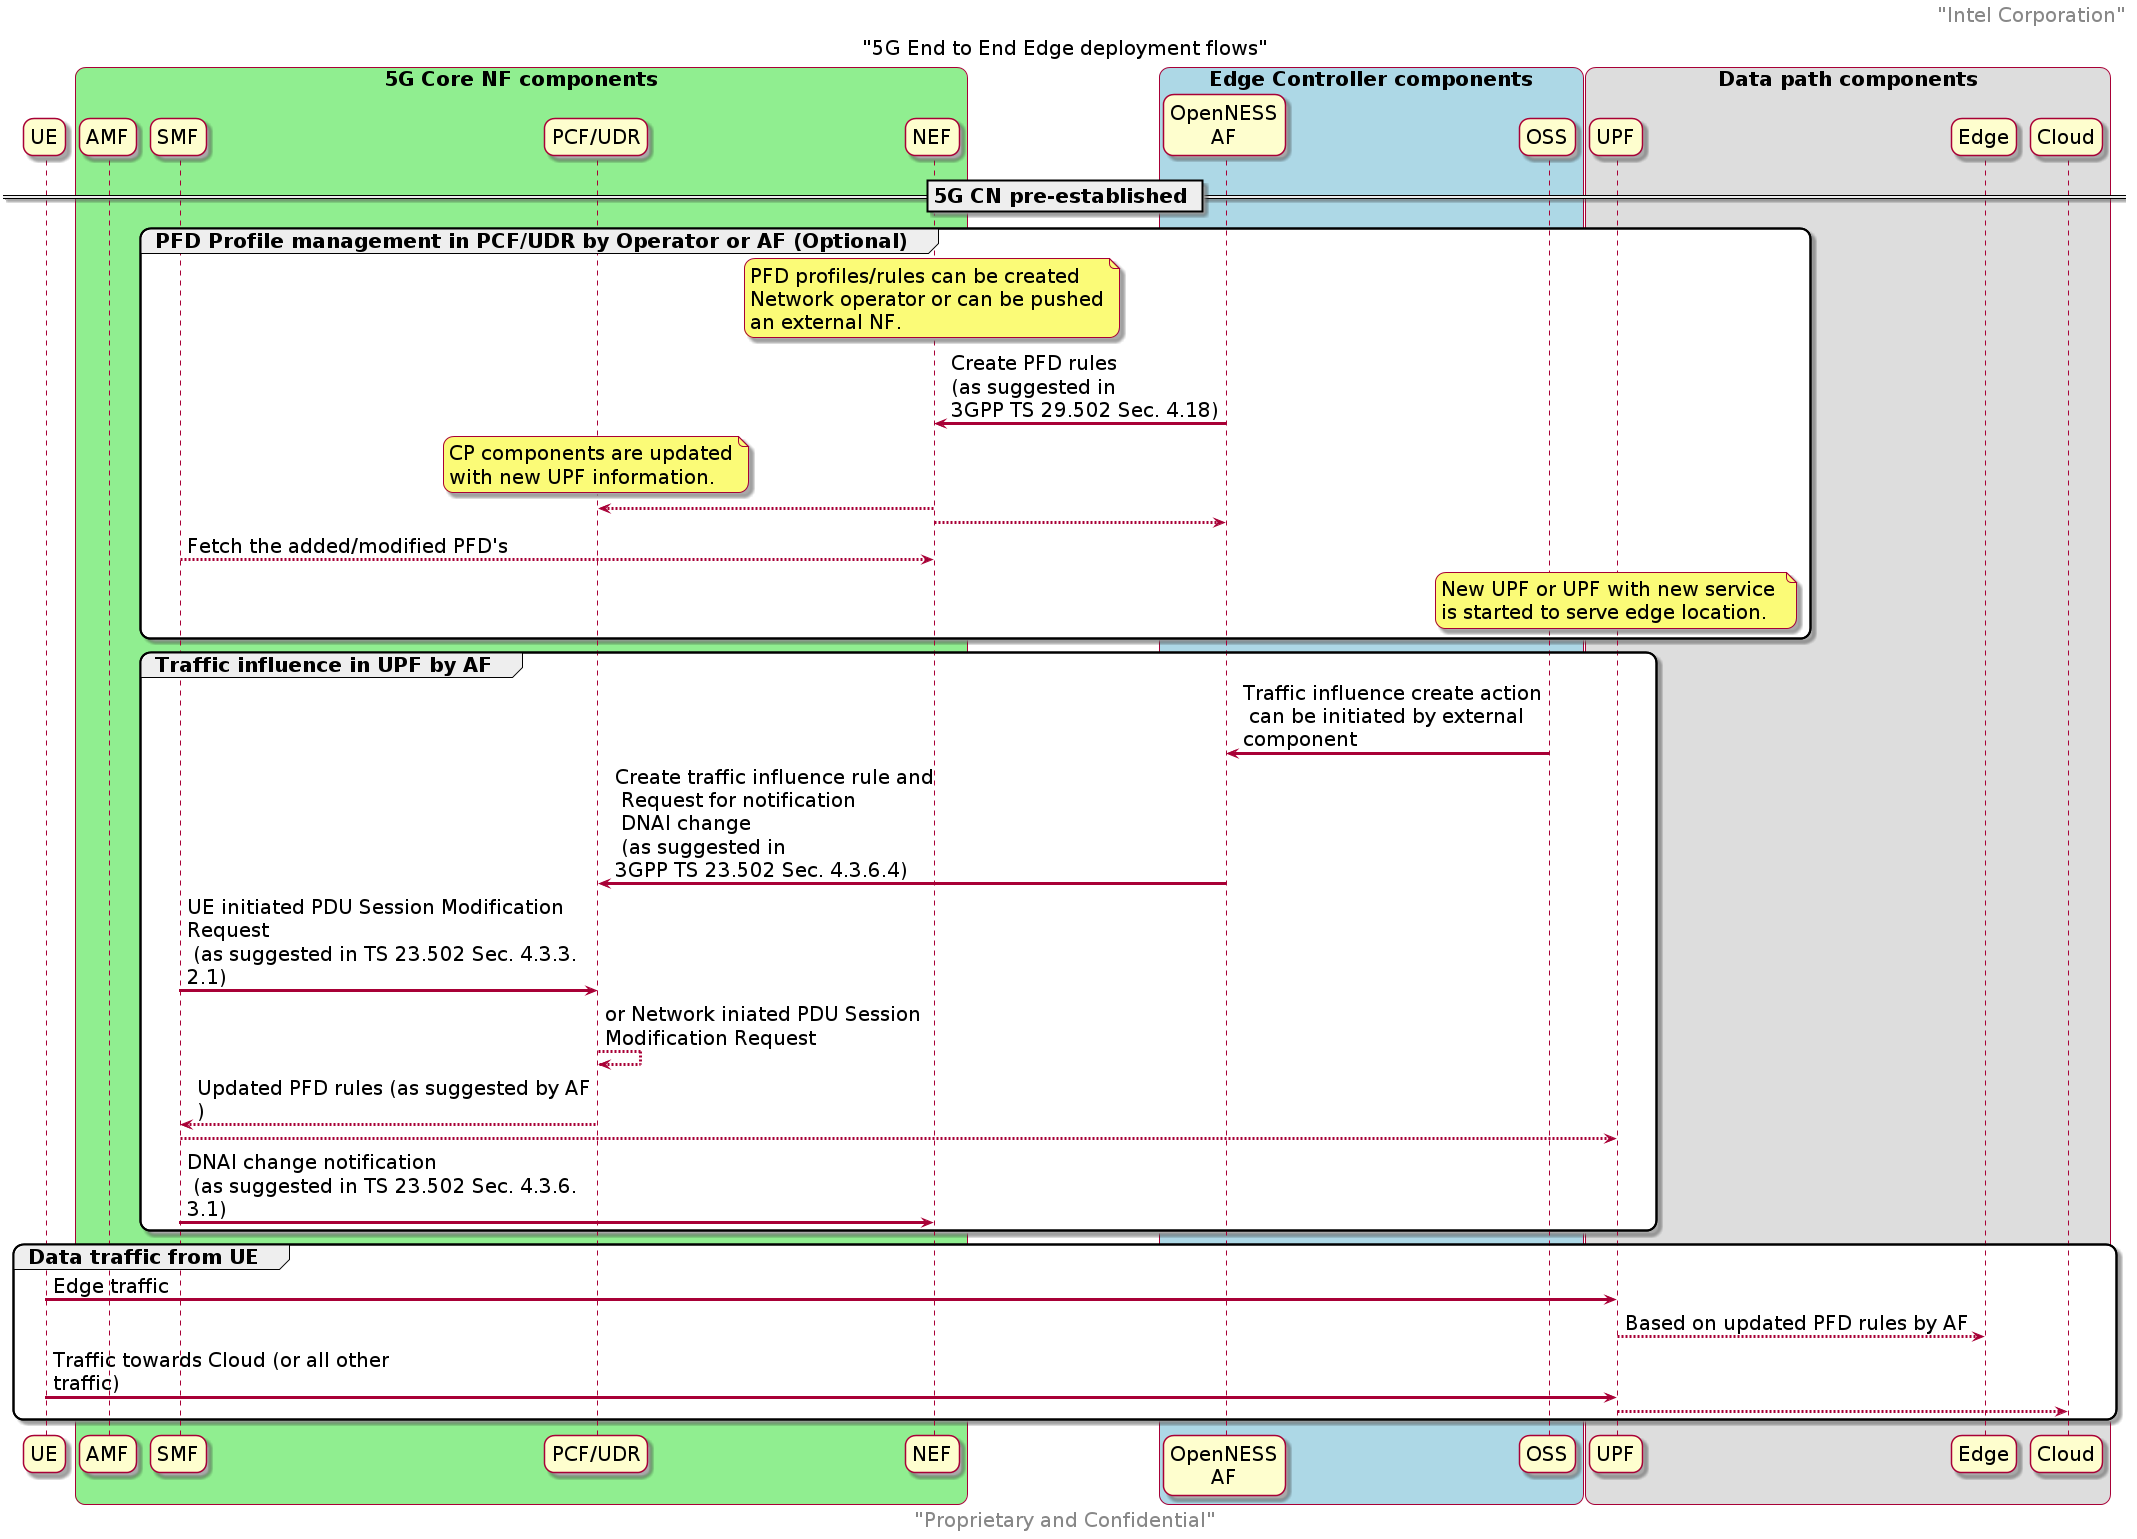 "Intel Corporation"
"5G End to End Edge deployment flows"
5G Core NF components
Edge Controller components
Data path components
UE
AMF
SMF
PCF/UDR
NEF
OpenNESS
AF
OSS
UPF
Edge
Cloud
5G CN pre-established
PFD Profile management in PCF/UDR by Operator or AF (Optional)
PFD profiles/rules can be created
Network operator or can be pushed
an external NF.
Create PFD rules
(as suggested in
3GPP TS 29.502 Sec. 4.18)
CP components are updated
with new UPF information.
Fetch the added/modified PFD's
New UPF or UPF with new service
is started to serve edge location.
Traffic influence in UPF by AF
Traffic influence create action
can be initiated by external
component
Create traffic influence rule and
Request for notification
DNAI change
(as suggested in
3GPP TS 23.502 Sec. 4.3.6.4)
UE initiated PDU Session Modification
Request
(as suggested in TS 23.502 Sec. 4.3.3.
2.1)
or Network iniated PDU Session
Modification Request
Updated PFD rules (as suggested by AF
)
DNAI change notification
(as suggested in TS 23.502 Sec. 4.3.6.
3.1)
Data traffic from UE
Edge traffic
Based on updated PFD rules by AF
Traffic towards Cloud (or all other
traffic)
UE
AMF
SMF
PCF/UDR
NEF
OpenNESS
AF
OSS
UPF
Edge
Cloud
"Proprietary and Confidential"